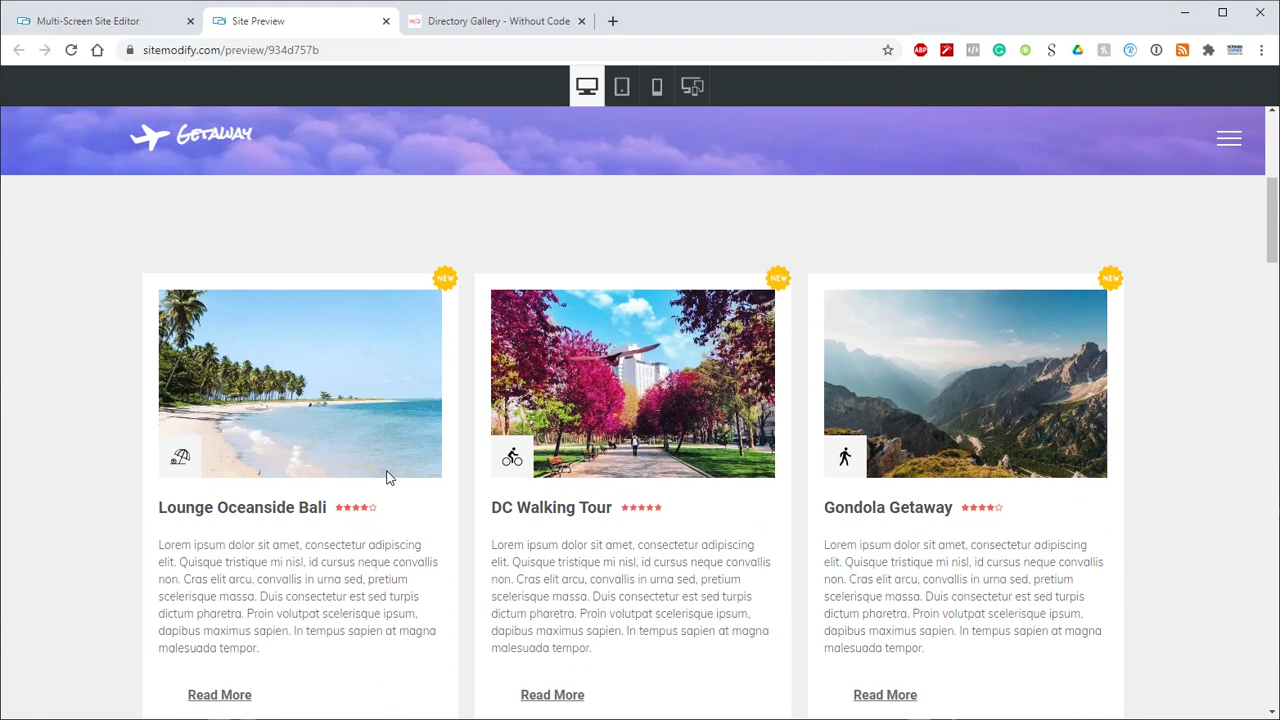 Multi-Screen Site Editor
Site Preview
Directory Gallery - Without Code
sitemodify.com/preview/934d757b
ABP
Getaway
NEW
NEW
NEW
Lounge Oceanside Bali
DC Walking Tour
Gondola Getaway
Lorem ipsum dolor sit amet, consectetur adipiscing
elit. Quisque tristique mi nisl, id cursus neque convallis
non. Cras elit arcu, convallis in urna sed, pretium
scelerisque massa. Duis consectetur est sed turpis
dictum pharetra. Proin volutpat scelerisque ipsum,
dapibus maximus sapien. In tempus sapien at magna
malesuada tempor.
Lorem ipsum dolor sit amet, consectetur adipiscing
elit. Quisque tristique mi nisl, id cursus neque convallis
non. Cras elit arcu, convallis in urna sed, pretium
scelerisque massa. Duis consectetur est sed turpis
dictum pharetra. Proin volutpat scelerisque ipsum,
dapibus maximus sapien. In tempus sapien at magna
malesuada tempor.
Lorem ipsum dolor sit amet, consectetur adipiscing
elit. Quisque tristique mi nisl, id cursus neque convallis
non. Cras elit arcu, convallis in urna sed, pretium
scelerisque massa. Duis consectetur est sed turpis
dictum pharetra. Proin volutpat scelerisque ipsum,
dapibus maximus sapien. In tempus sapien at magna
malesuada tempor.
Read More
Read More
Read More